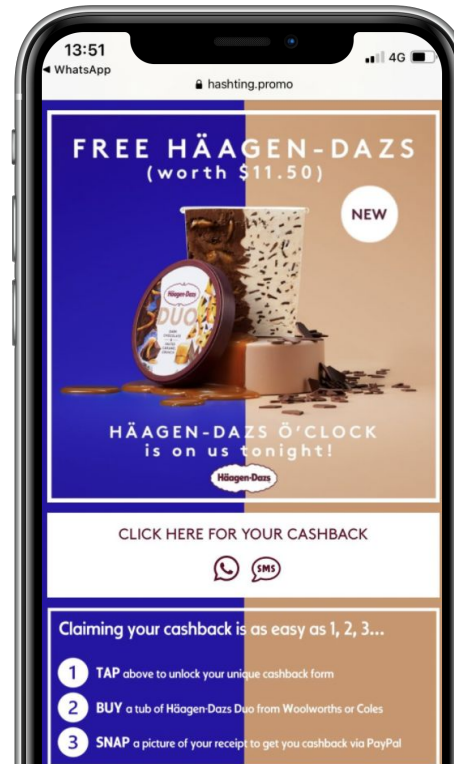 13:51
4G
◄ WhatsApp
hashting.promo
FREE HÄAGEN-DAZS
(worth $11.50)
NEW
Häagen-Dazs
DUO
HÄAGEN-DAZS Ö'CLOCK
is on us tonight!
Häagen-Dazs
CLICK HERE FOR YOUR CASHBACK
SMS
Claiming your cashback is as easy as 1, 2, 3...
1 TAP above to unlock your unique cashback form
2 BUY a tub of Häagen-Dazs Duo from Woolworths or Coles
3 SNAP a picture of your receipt to get you cashback via PayPal